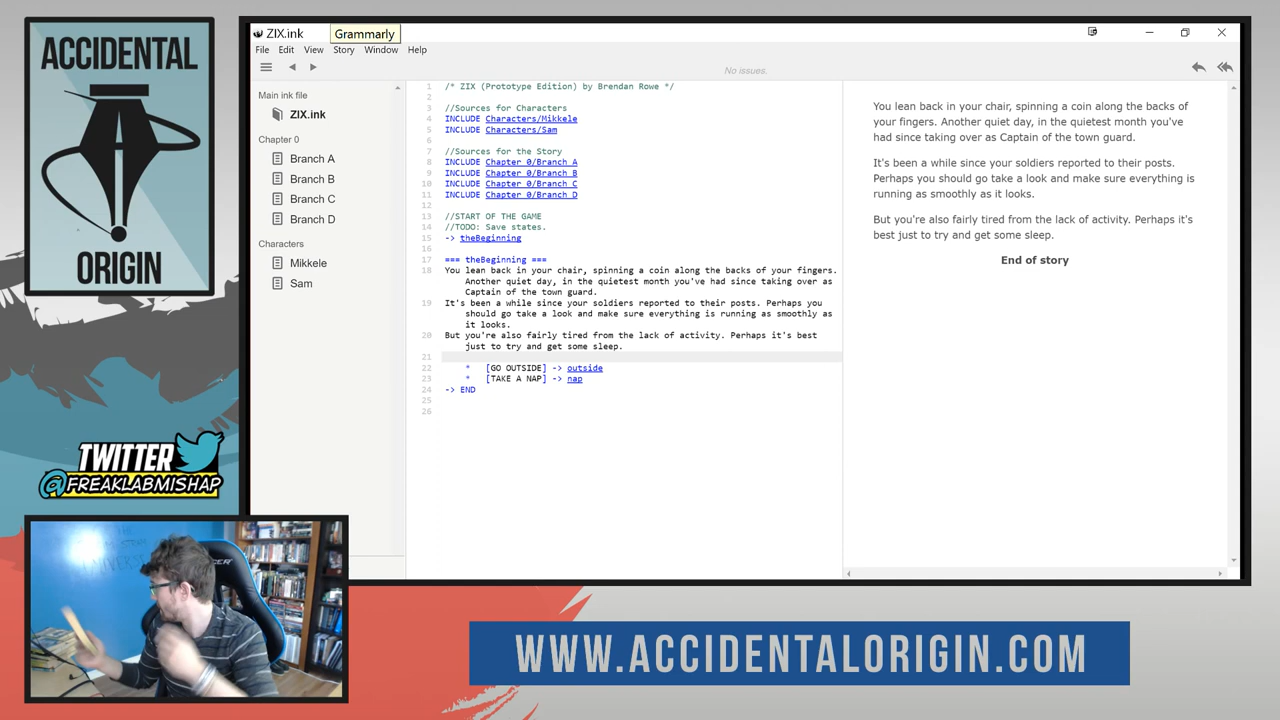 ACCIDENTAL
ORIGIN
TWITTER
@FREAKLABMISHAP
ZIX.ink
Grammarly
File Edit View Story Window Help
No issues.
Main ink file
ZIX.ink
Chapter 0
Branch A
Branch B
Branch C
Branch D
Characters
Mikkele
Sam
1 /* ZIX (Prototype Edition) by Brendan Rowe */
2
3 //Sources for Characters
4 INCLUDE Characters/Mikkele
5 INCLUDE Characters/Sam
6
7 //Sources for the Story
8 INCLUDE Chapter 0/Branch A
9 INCLUDE Chapter 0/Branch B
10 INCLUDE Chapter 0/Branch C
11 INCLUDE Chapter 0/Branch D
12
13 //START OF THE GAME
14 //TODO: Save states.
15 -> theBeginning
16
17 === theBeginning ===
18 You lean back in your chair, spinning a coin along the backs of your fingers.
Another quiet day, in the quietest month you've had since taking over as
Captain of the town guard.
19 It's been a while since your soldiers reported to their posts. Perhaps you
should go take a look and make sure everything is running as smoothly as
it looks.
20 But you're also fairly tired from the lack of activity. Perhaps it's best
just to try and get some sleep.
21
22 * [GO OUTSIDE] -> outside
23 * [TAKE A NAP] -> nap
24 -> END
25
26
You lean back in your chair, spinning a coin along the backs of
your fingers. Another quiet day, in the quietest month you've
had since taking over as Captain of the town guard.
It's been a while since your soldiers reported to their posts.
Perhaps you should go take a look and make sure everything is
running as smoothly as it looks.
But you're also fairly tired from the lack of activity. Perhaps it's
best just to try and get some sleep.
End of story
WWW.ACCIDENTALORIGIN.COM